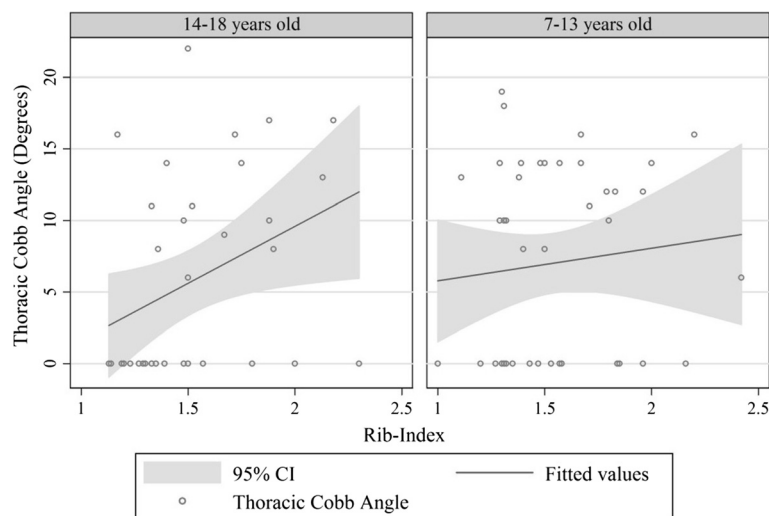 14-18 years old
7-13 years old
Thoracic Cobb Angle (Degrees)
20
15
10
5
0
1
1.5
2
2.5
1
1.5
2
2.5
Rib-Index
95% CI
Fitted values
Thoracic Cobb Angle